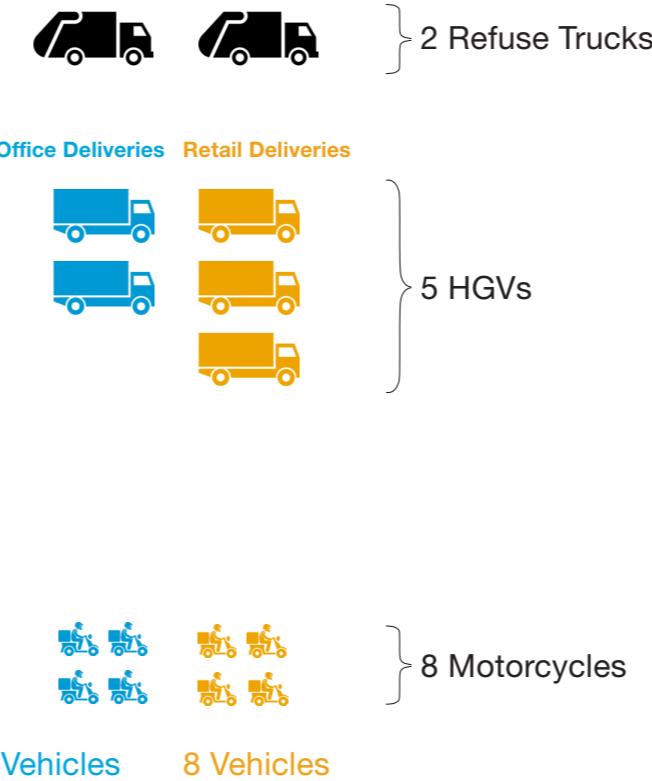 2 Refuse Trucks
Office Deliveries Retail Deliveries
5 HGVs
8 Motorcycles
Vehicles 8 Vehicles